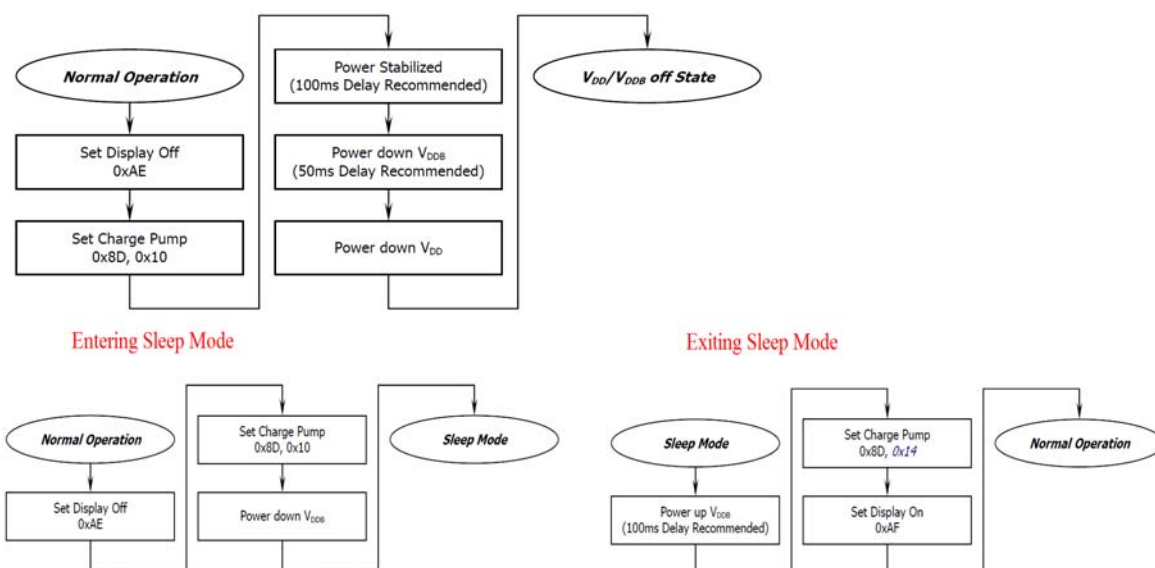 Normal Operation
Set Display Off
0xAE
Set Charge Pump
0x8D, 0x10
Power Stabilized
(100ms Delay Recommended)
Power down VDDB
(50ms Delay Recommended)
Power down VDD
VDD/VDDB off State
Entering Sleep Mode
Normal Operation
Set Display Off
0xAE
Set Charge Pump
0x8D, 0x10
Power down VDDB
Sleep Mode
Exiting Sleep Mode
Sleep Mode
Power up VDDB
(100ms Delay Recommended)
Set Charge Pump
0x8D, 0x14
Set Display On
0xAF
Normal Operation